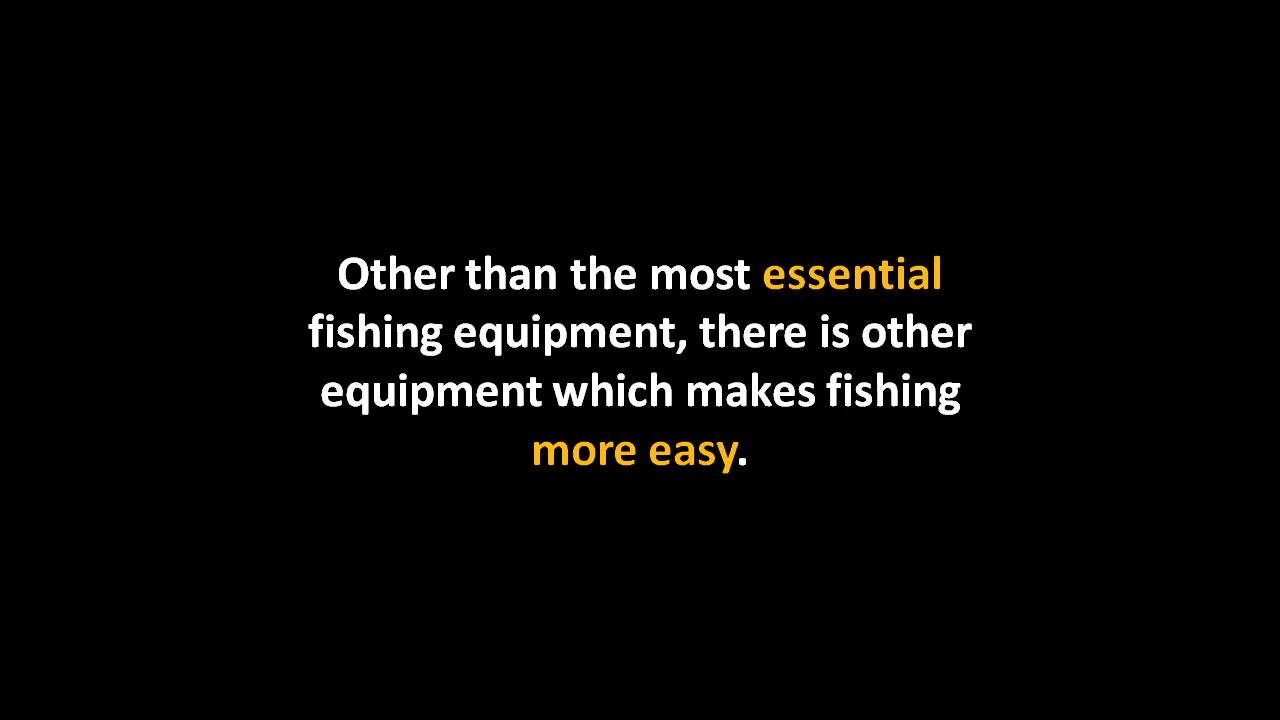 Other than the most essential
fishing equipment, there is other
equipment which makes fishing
more easy.